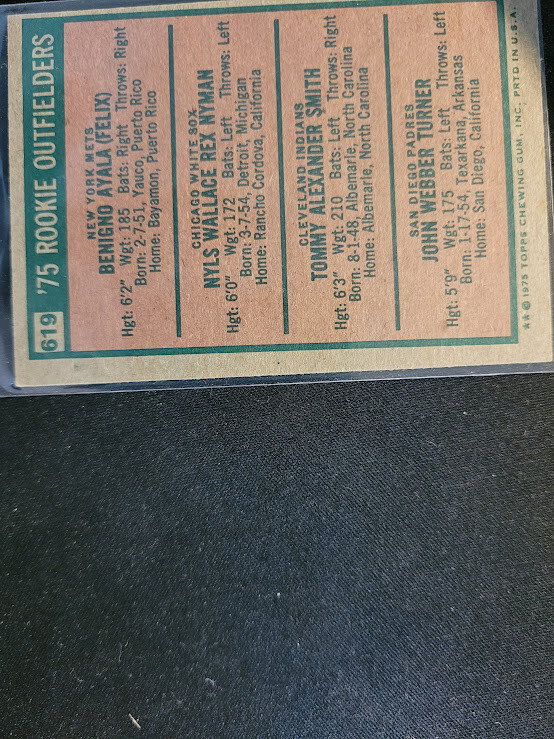 619 '75 ROOKIE OUTFIELDERS
NEW YORK METS
BENIGNO AYALA (FELIX)
Hgt: 6'2" Wgt: 185 Bats: Right Throws: Right
Born: 2-7-51, Yauco, Puerto Rico
Home: Bayamon, Puerto Rico
CHICAGO WHITE SOX
NYLS WALLACE REX NYMAN
Hgt: 6'0" Wgt: 172 Bats: Left Throws: Left
Born: 3-7-54, Detroit, Michigan
Home: Rancho Cordova, California
CLEVELAND INDIANS
TOMMY ALEXANDER SMITH
Hgt: 6'3" Wgt: 210 Bats: Left Throws: Right
Born: 8-1-48, Albemarle, North Carolina
Home: Albemarle, North Carolina
SAN DIEGO PADRES
JOHN WEBBER TURNER
Hgt: 5'9" Wgt: 175 Bats: Left Throws: Left
Born: 1-17-54, Texarkana, Arkansas
Home: San Diego, California
★★ © 1975 TOPPS CHEWING GUM, INC. PRTD IN U.S.A.